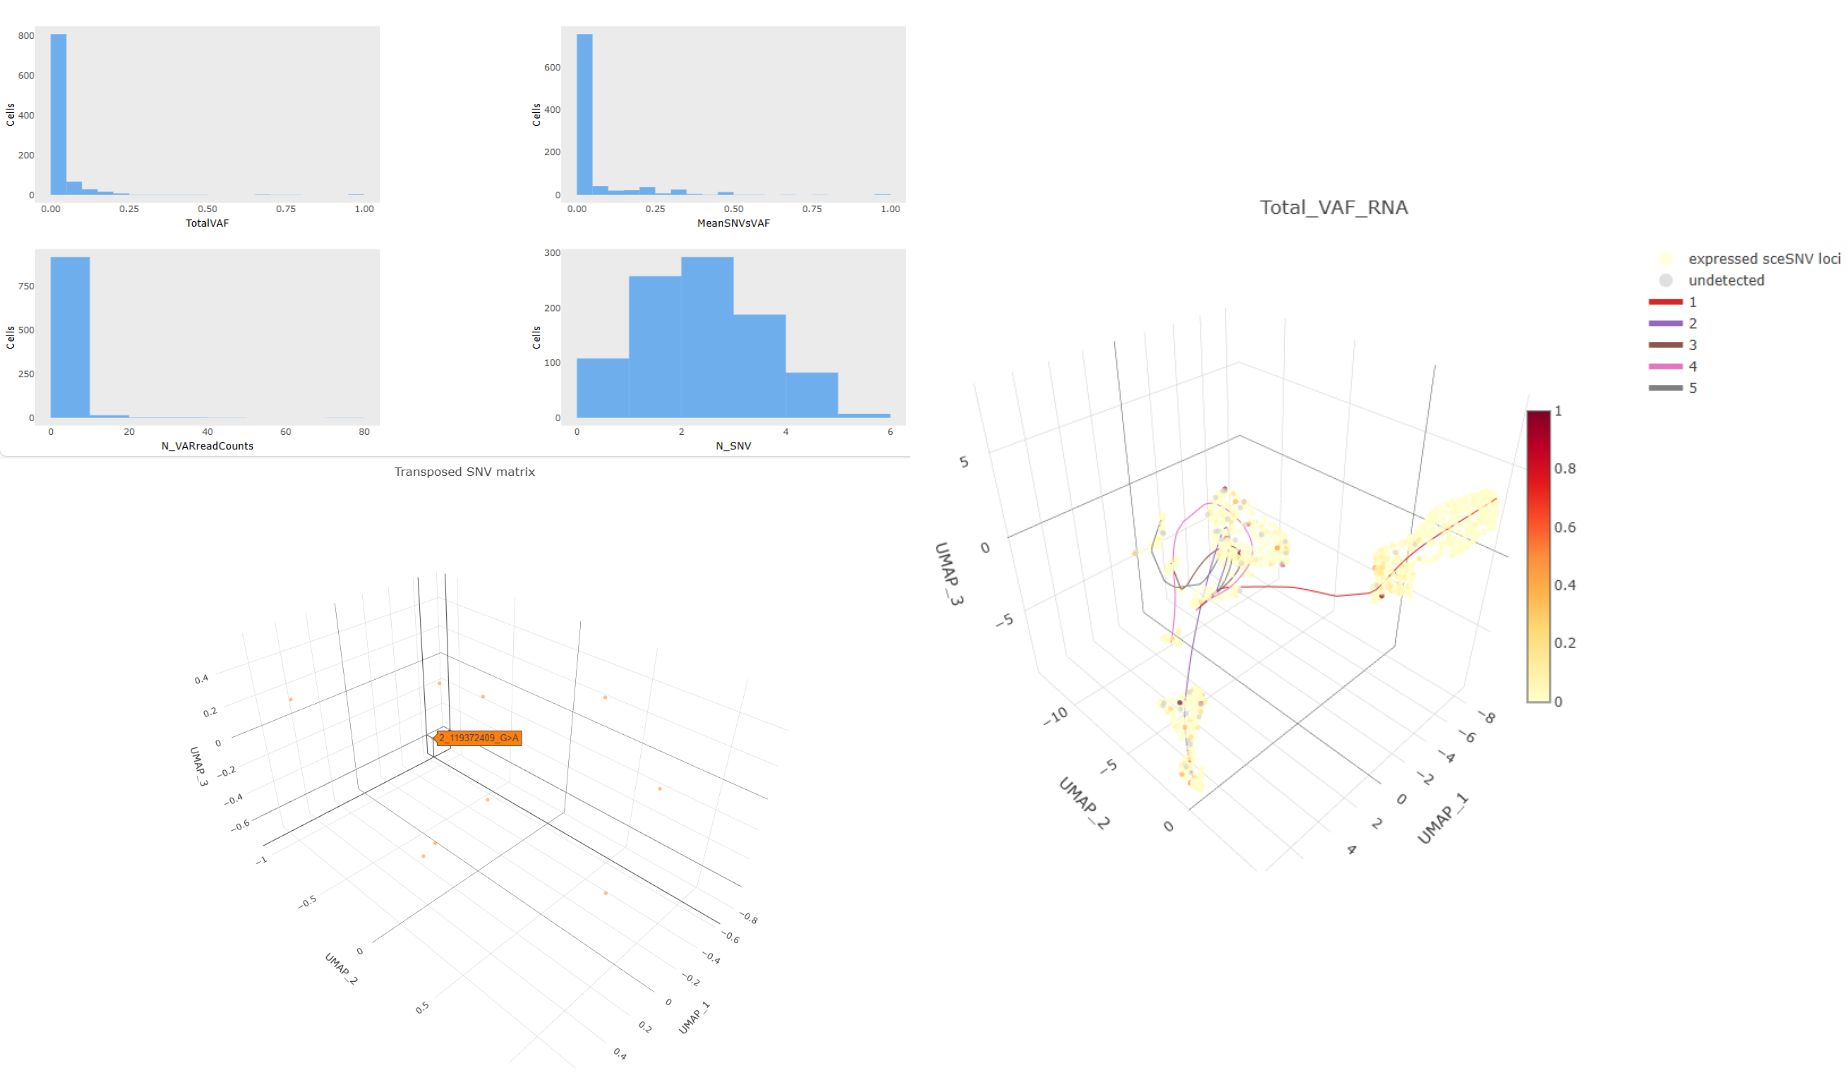 800
600
400
200
0
Cells
0.00 0.25 0.50 0.75 1.00
TotalVAF
600
400
200
0
Cells
0.00 0.25 0.50 0.75 1.00
MeanSNVsVAF
750
500
250
0
Cells
0 20 40 60 80
N_VARreadCounts
300
200
100
0
Cells
0 2 4 6
N_SNV
Transposed SNV matrix
0.4
0.2
0
−0.2
−0.4
−0.6
UMAP_3
2_119372409_G>A
−1
−0.5
0
0.5
UMAP_2
−0.8
−0.6
−0.4
−0.2
0
0.2
0.4
UMAP_1
Total_VAF_RNA
expressed sceSNV loci
undetected
1
2
3
4
5
1
0.8
0.6
0.4
0.2
0
5
0
−5
UMAP_3
−10
−5
0
UMAP_2
−8
−6
−4
−2
0
2
4
UMAP_1